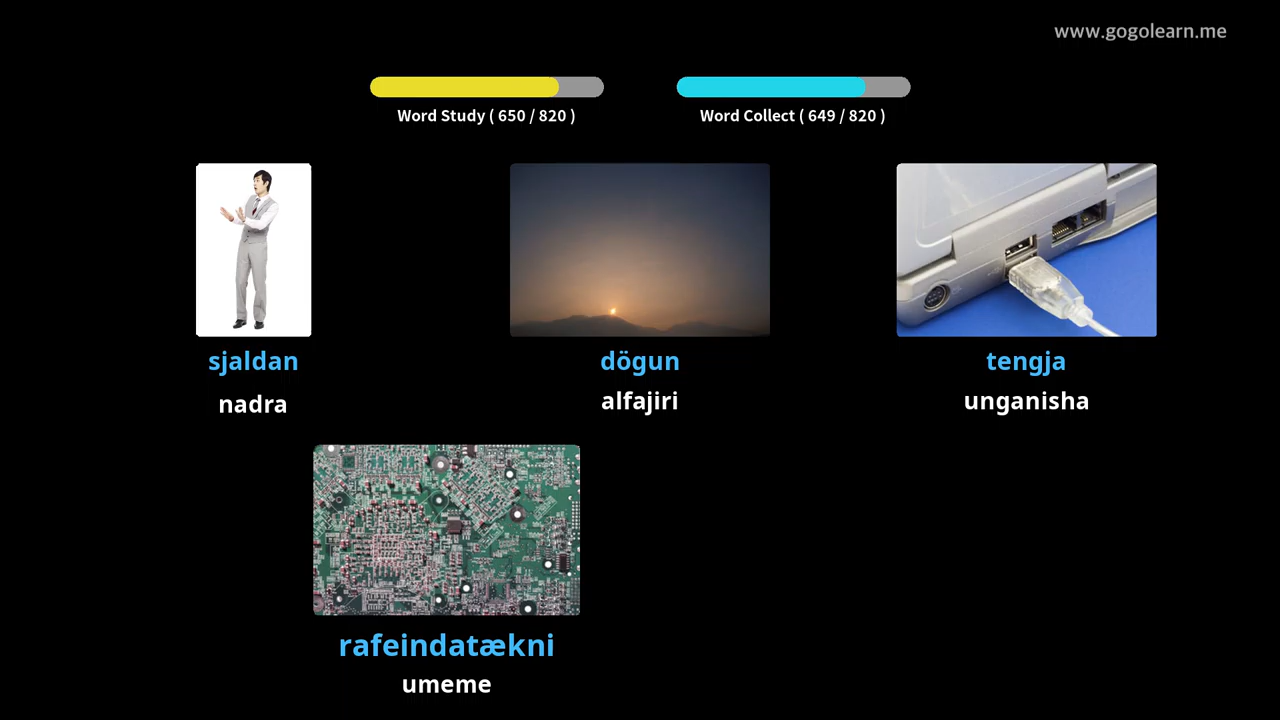 www.gogolearn.me
Word Study ( 650 / 820 )
Word Collect ( 649 / 820 )
sjaldan
nadra
dögun
alfajiri
tengja
unganisha
rafeindatækni
umeme